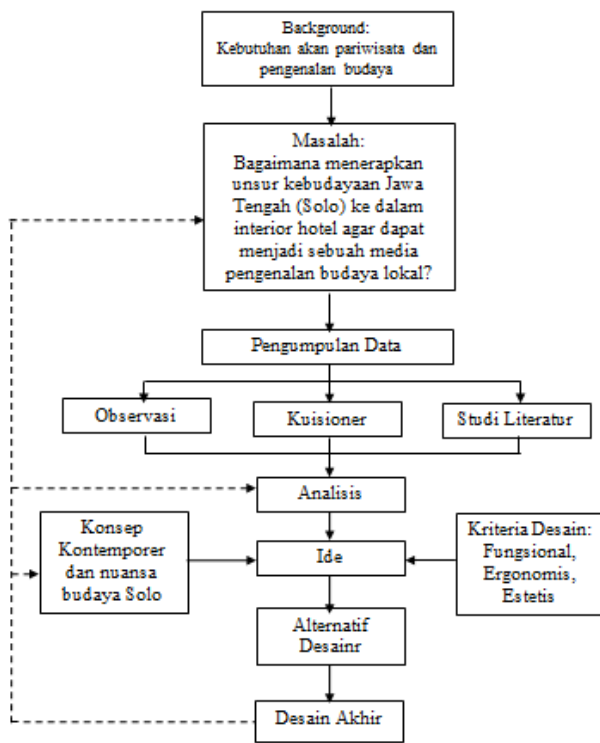 Background:
Kebutuhan akan pariwisata dan
pengenalan budaya
Masalah:
Bagaimana menerapkan
unsur kebudayaan Jawa
Tengah (Solo) ke dalam
interior hotel agar dapat
menjadi sebuah media
pengenalan budaya lokal?
Pengumpulan Data
Observasi
Kuisioner
Studi Literatur
Analisis
Konsep
Kontemporer
dan nuansa
budaya Solo
Ide
Kriteria Desain:
Fungsional,
Ergonomis,
Estetis
Alternatif
Desainr
Desain Akhir